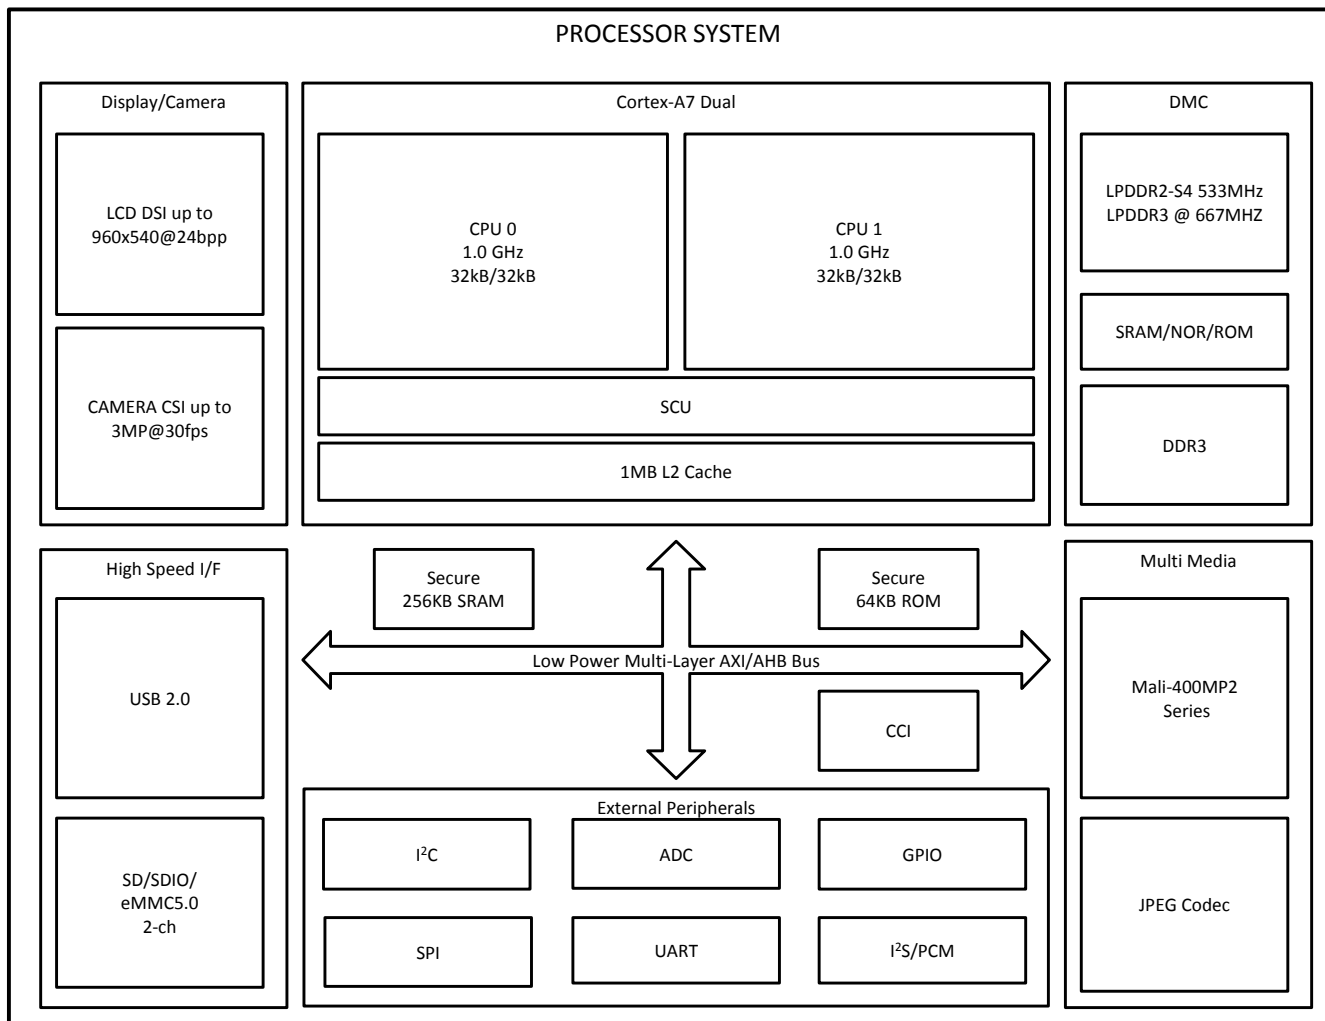 PROCESSOR SYSTEM
Display/Camera
LCD DSI up to
960x540@24bpp
CAMERA CSI up to
3MP@30fps
Cortex-A7 Dual
CPU 0
1.0 GHz
32kB/32kB
CPU 1
1.0 GHz
32kB/32kB
SCU
1MB L2 Cache
DMC
LPDDR2-S4 533MHz
LPDDR3 @ 667MHZ
SRAM/NOR/ROM
DDR3
High Speed I/F
USB 2.0
SD/SDIO/
eMMC5.0
2-ch
Secure
256KB SRAM
Secure
64KB ROM
Low Power Multi-Layer AXI/AHB Bus
CCI
External Peripherals
I²C
ADC
GPIO
SPI
UART
I²S/PCM
Multi Media
Mali-400MP2
Series
JPEG Codec